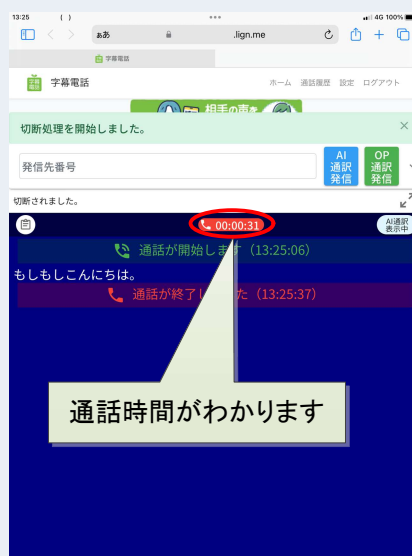 13:25
4G 100%
ぁあ
.lign.me
字幕電話
字幕電話
ホーム 通話履歴 設定 ログアウト
相手の声を
切断処理を開始しました。
発信先番号
AI
通訳
発信
OP
通訳
発信
切断されました。
00:00:31
AI通訳
表示中
通話が開始します（13:25:06）
もしもしこんにちは。
通話が終了し た（13:25:37）
通話時間がわかります